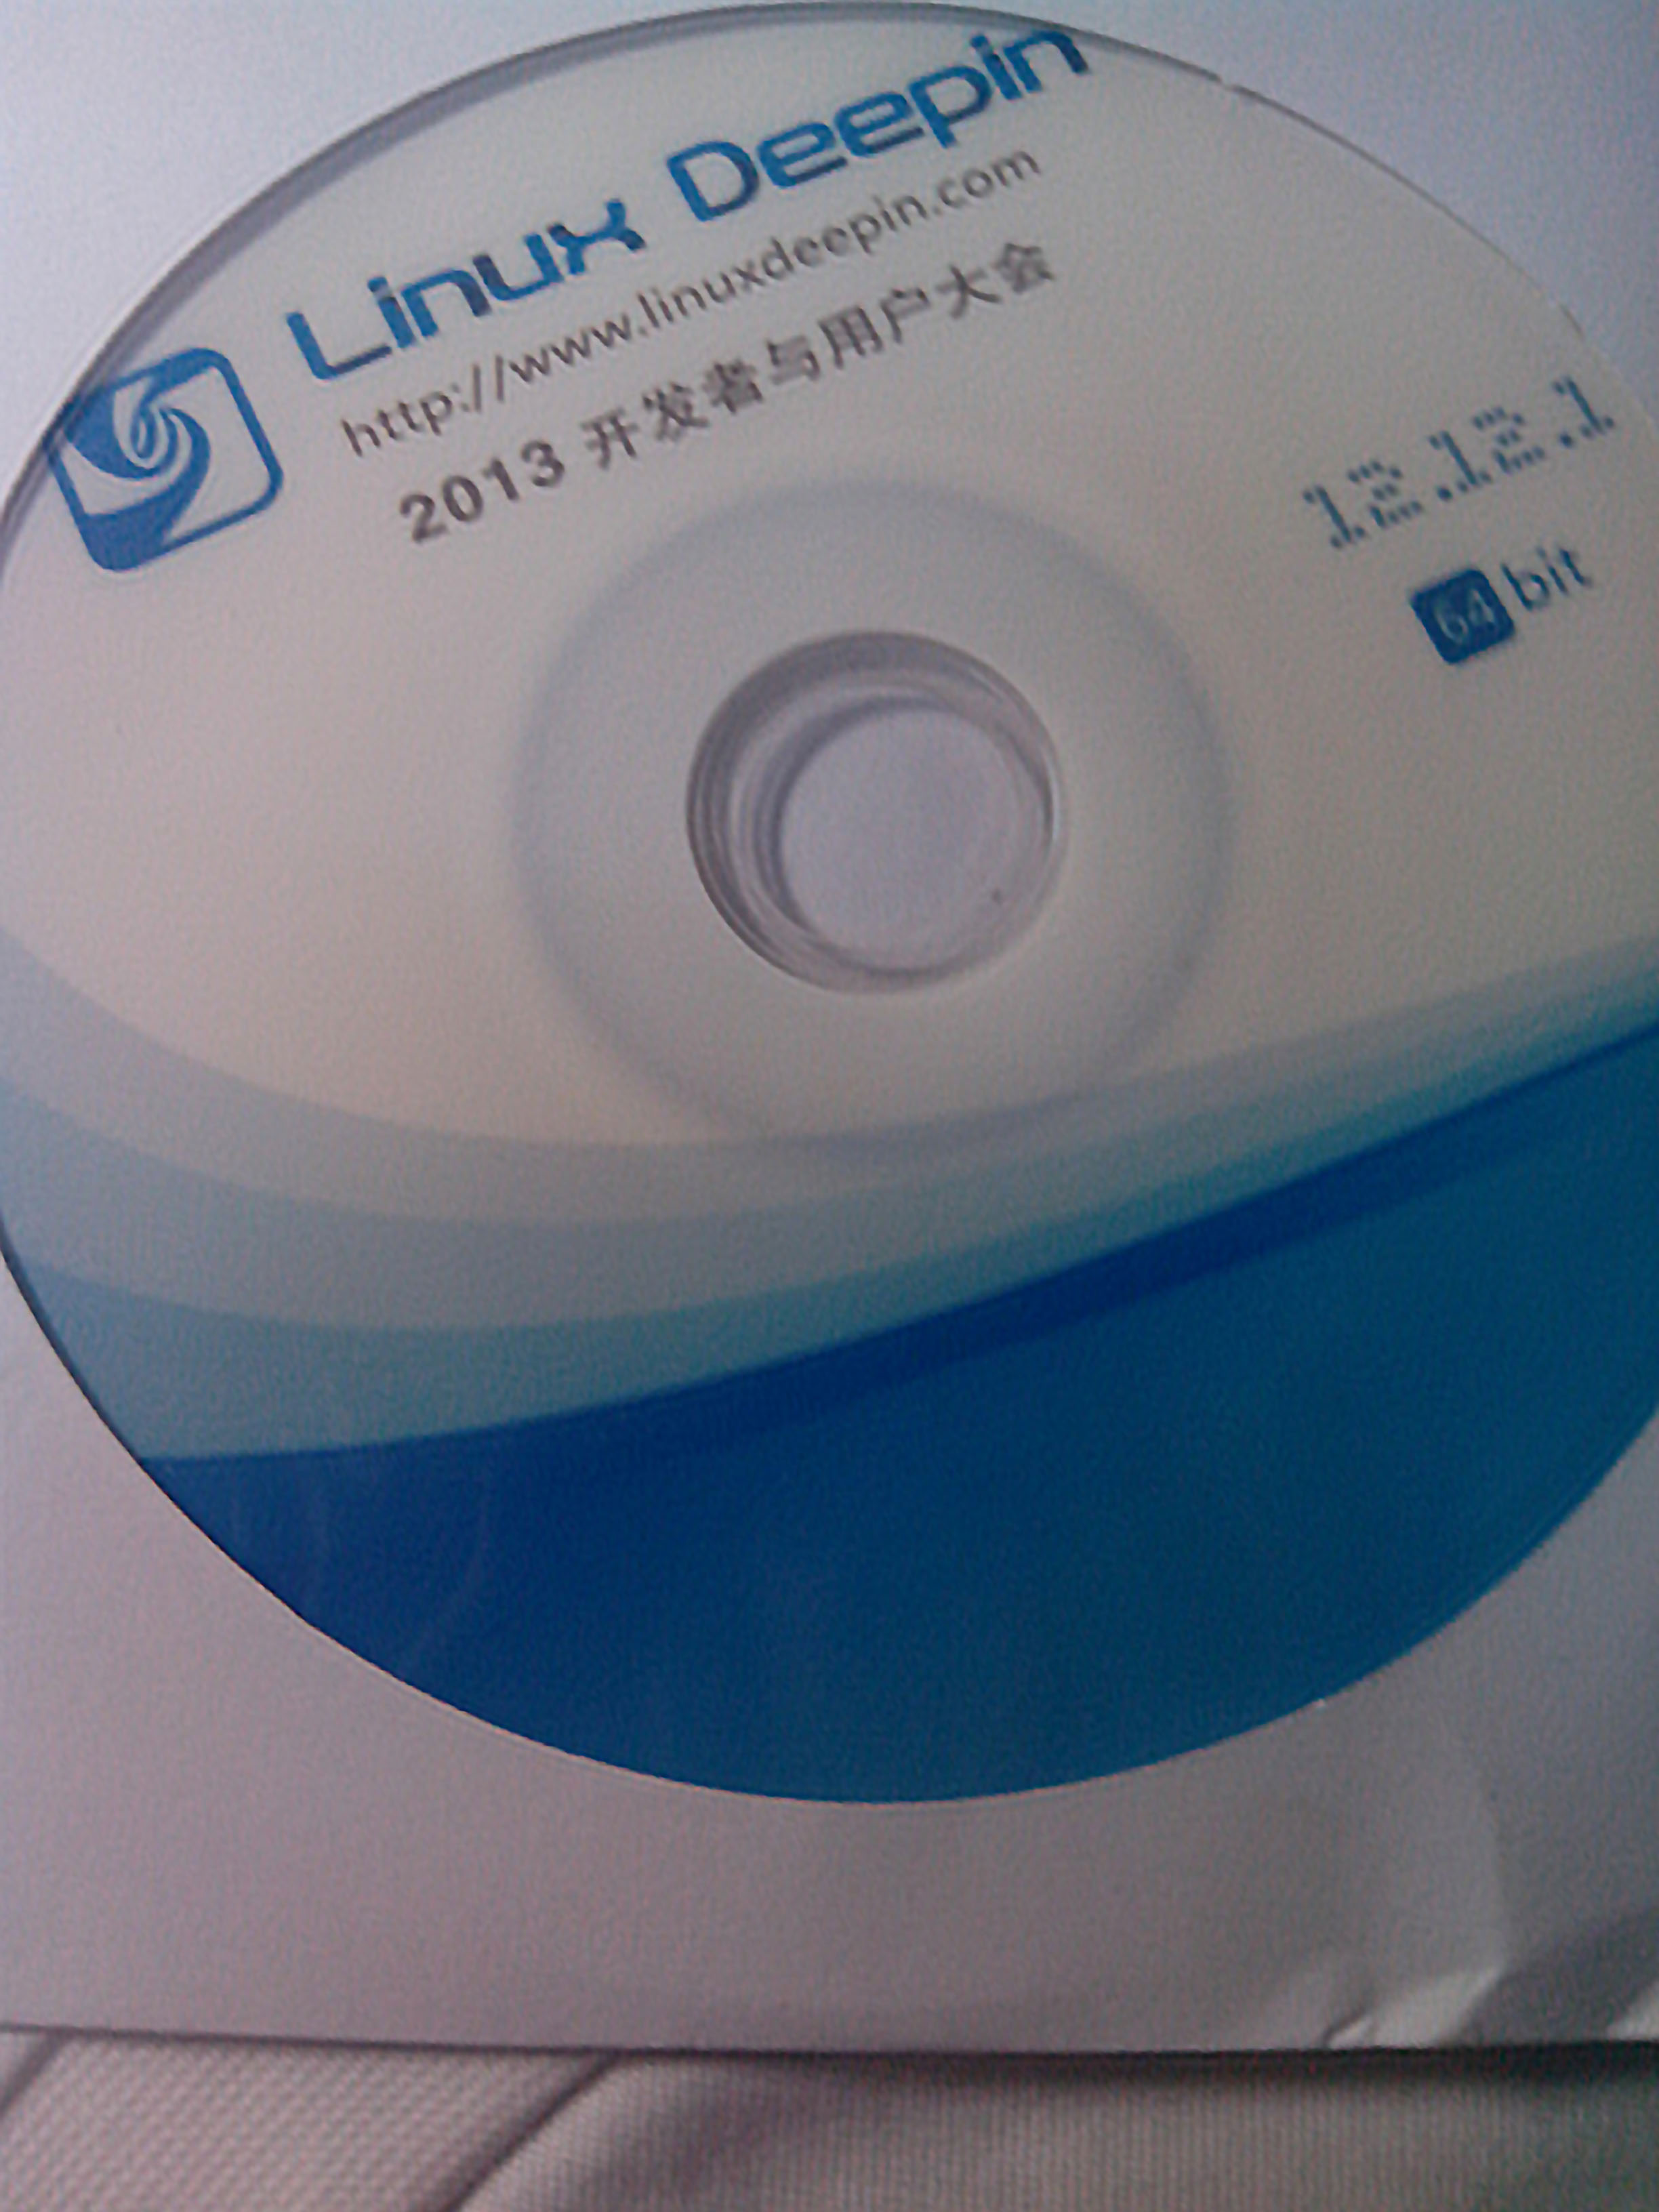 Linux Deepin
http://www.linuxdeepin.com
2013 开发者与用户大会
12.12.1
64 bit